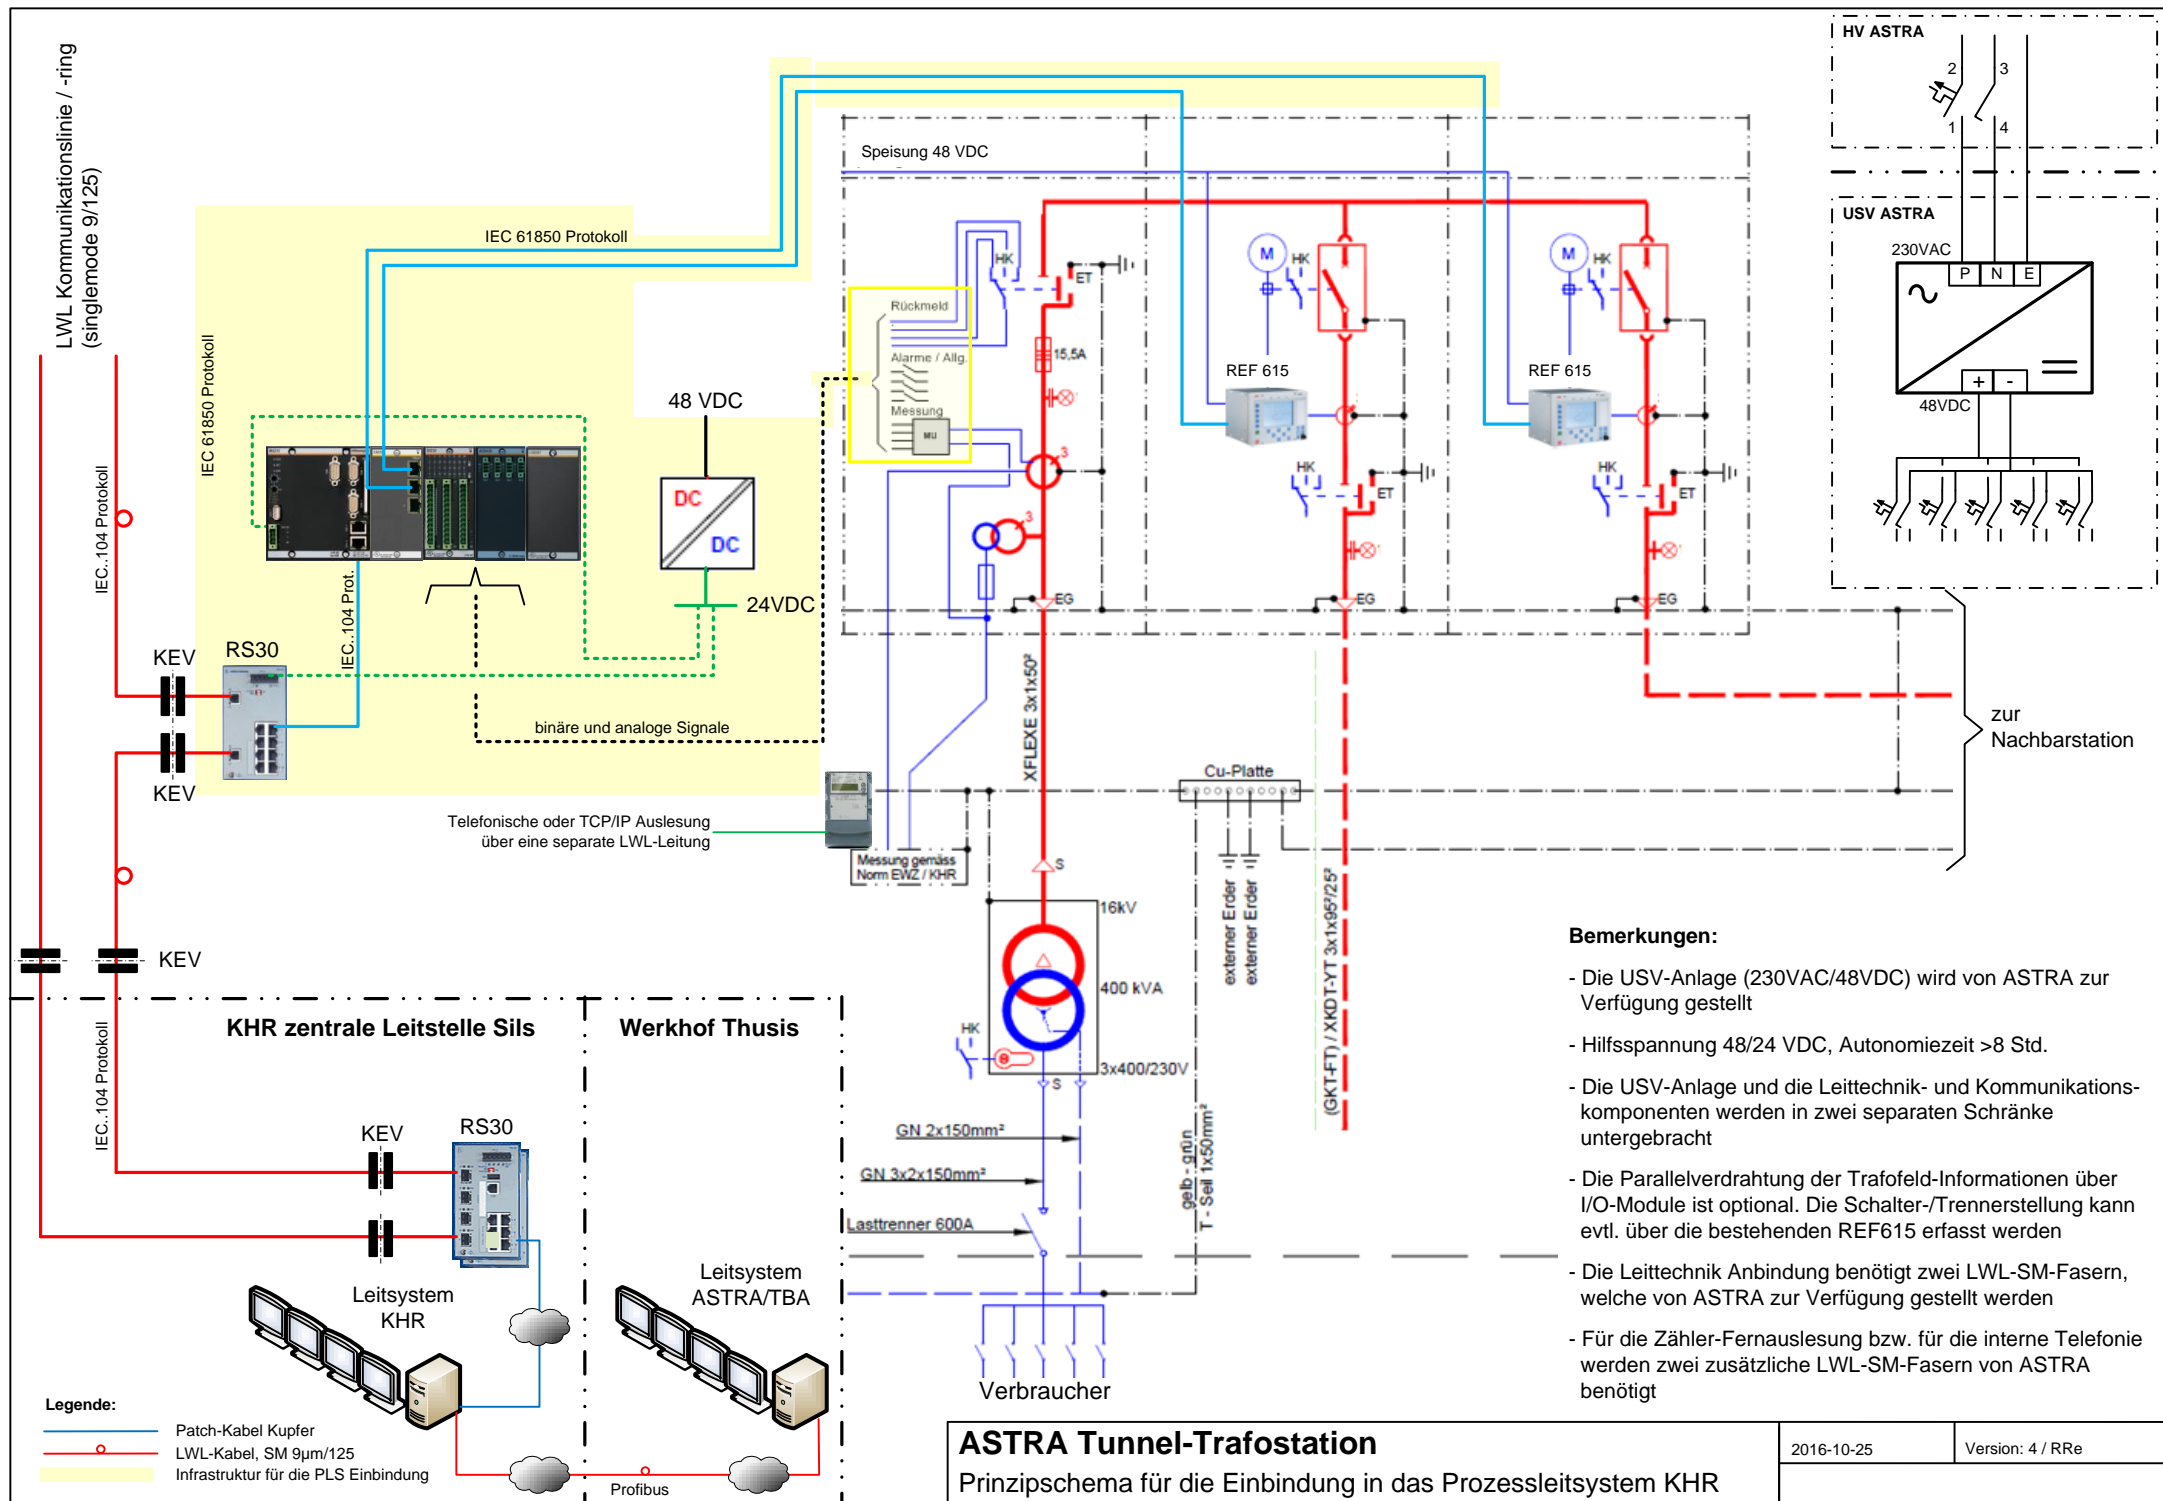 LWL Kommunikationslinie / -ring
(singlemode 9/125)
IEC 61850 Protokoll
IEC 61850 Protokoll
IEC..104 Protokoll
IEC..104 Prot.
48 VDC
DC
DC
24VDC
KEV
RS30
KEV
binäre und analoge Signale
Telefonische oder TCP/IP Auslesung
über eine separate LWL-Leitung
KEV
IEC..104 Protokoll
Speisung 48 VDC
Rückmeld
Alarme / Allg.
Messung
MU
HK
ET
15,5A
3
3
EG
M
HK
REF 615
HK
ET
EG
M
HK
REF 615
HK
ET
EG
XFLEXE 3x1x50²
Cu-Platte
Messung gemäss
Norm EWZ / KHR
S
16kV
400 kVA
HK
3x400/230V
S
externer Erder
externer Erder
(GKT-FT) / XKDT-YT 3x1x95²/25²
GN 2x150mm²
GN 3x2x150mm²
Lasttrenner 600A
gelb - grün
T - Seil 1x50mm²
Verbraucher
zur
Nachbarstation
HV ASTRA
2
3
1
4
USV ASTRA
230VAC
P N E
+ -
48VDC
KHR zentrale Leitstelle Sils
KEV
RS30
KEV
Leitsystem
KHR
Werkhof Thusis
Leitsystem
ASTRA/TBA
Profibus
Legende:
Patch-Kabel Kupfer
LWL-Kabel, SM 9µm/125
Infrastruktur für die PLS Einbindung
Bemerkungen:
- Die USV-Anlage (230VAC/48VDC) wird von ASTRA zur
Verfügung gestellt
- Hilfsspannung 48/24 VDC, Autonomiezeit >8 Std.
- Die USV-Anlage und die Leittechnik- und Kommunikations-
komponenten werden in zwei separaten Schränke
untergebracht
- Die Parallelverdrahtung der Trafofeld-Informationen über
I/O-Module ist optional. Die Schalter-/Trennerstellung kann
evtl. über die bestehenden REF615 erfasst werden
- Die Leittechnik Anbindung benötigt zwei LWL-SM-Fasern,
welche von ASTRA zur Verfügung gestellt werden
- Für die Zähler-Fernauslesung bzw. für die interne Telefonie
werden zwei zusätzliche LWL-SM-Fasern von ASTRA
benötigt
ASTRA Tunnel-Trafostation
Prinzipschema für die Einbindung in das Prozessleitsystem KHR
2016-10-25
Version: 4 / RRe